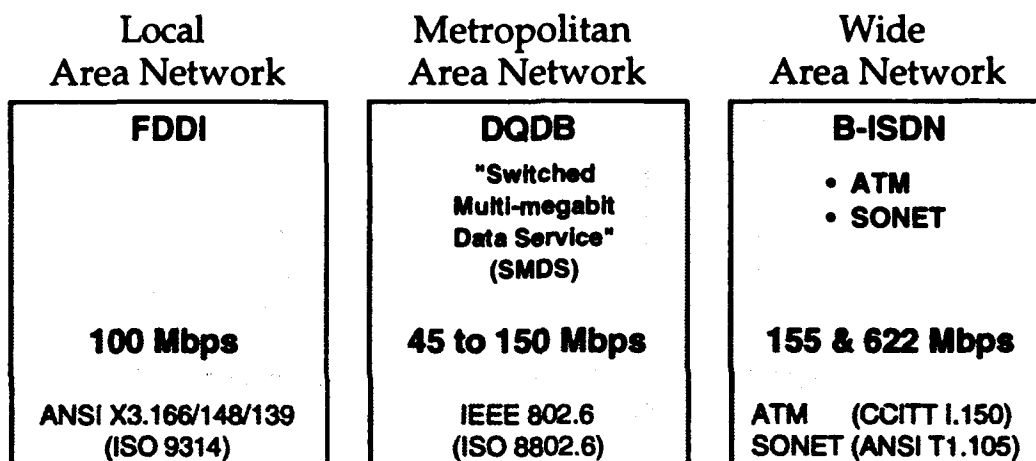 Local
Area Network
FDDI
100 Mbps
ANSI X3.166/148/139
(ISO 9314)
Metropolitan
Area Network
DQDB
"Switched
Multi-megabit
Data Service"
(SMDS)
45 to 150 Mbps
IEEE 802.6
(ISO 8802.6)
Wide
Area Network
B-ISDN
• ATM
• SONET
155 & 622 Mbps
ATM (CCITT I.150)
SONET (ANSI T1.105)